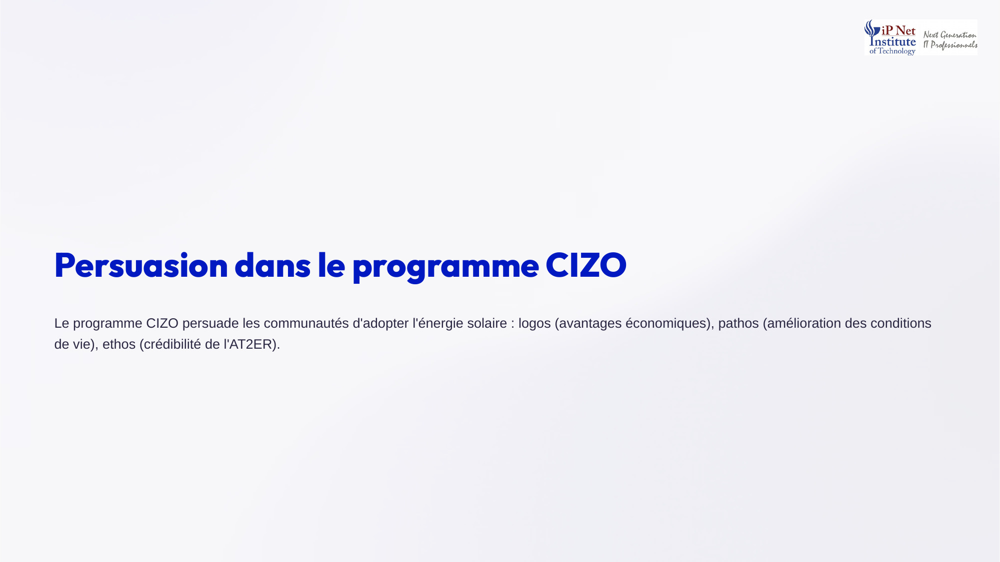 iP Net
Institute
of Technology
Next Generation
IT Professionnels
Persuasion dans le programme CIZO
Le programme CIZO persuade les communautés d'adopter l'énergie solaire : logos (avantages économiques), pathos (amélioration des conditions
de vie), ethos (crédibilité de l'AT2ER).